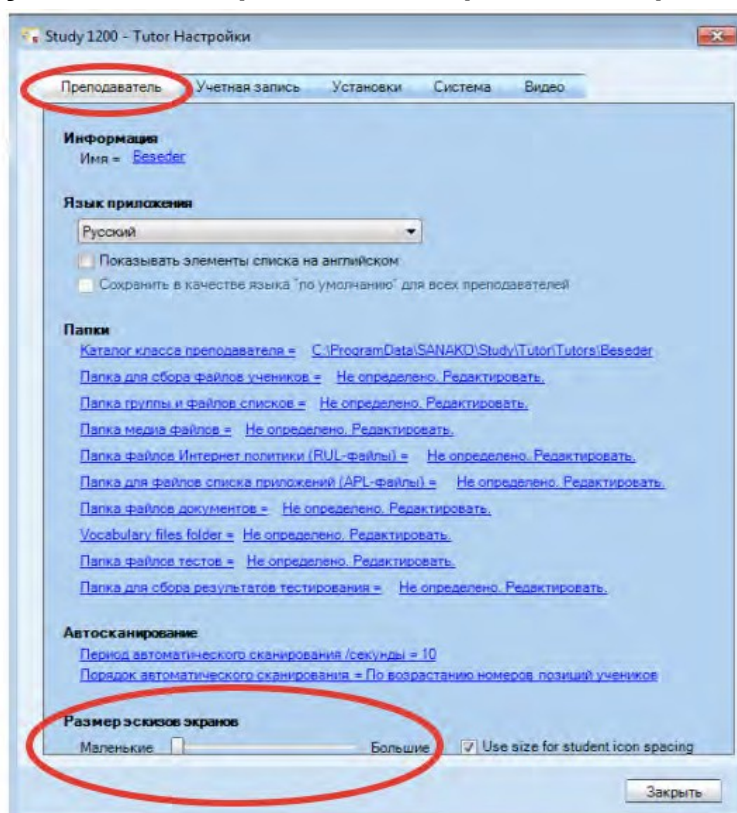 Study 1200 - Tutor Настройки
Преподаватель Учетная запись Установки Система Видео
Информация
Имя = Beseder
Язык приложения
Русский
Показывать элементы списка на английском
Сохранить в качестве языка "по умолчанию" для всех преподавателей
Папки
Каталог класса преподавателя = C:\ProgramData\SANAKO\Study\Tutor\Tutors\Beseder
Папка для сбора файлов учеников = Не определено. Редактировать.
Папка группы и файлов списков = Не определено. Редактировать.
Папка медиа файлов = Не определено. Редактировать.
Папка файлов Интернет политики (RUL-файлы) = Не определено. Редактировать.
Папка для файлов списка приложений (APL-файлы) = Не определено. Редактировать.
Папка файлов документов = Не определено. Редактировать.
Vocabulary files folder = Не определено. Редактировать.
Папка файлов тестов = Не определено. Редактировать.
Папка для сбора результатов тестирования = Не определено. Редактировать.
Автосканирование
Период автоматического сканирования /секунды = 10
Порядок автоматического сканирования = По возрастанию номеров позиций учеников
Размер эскизов экранов
Маленькие Большие Use size for student icon spacing
Закрыть